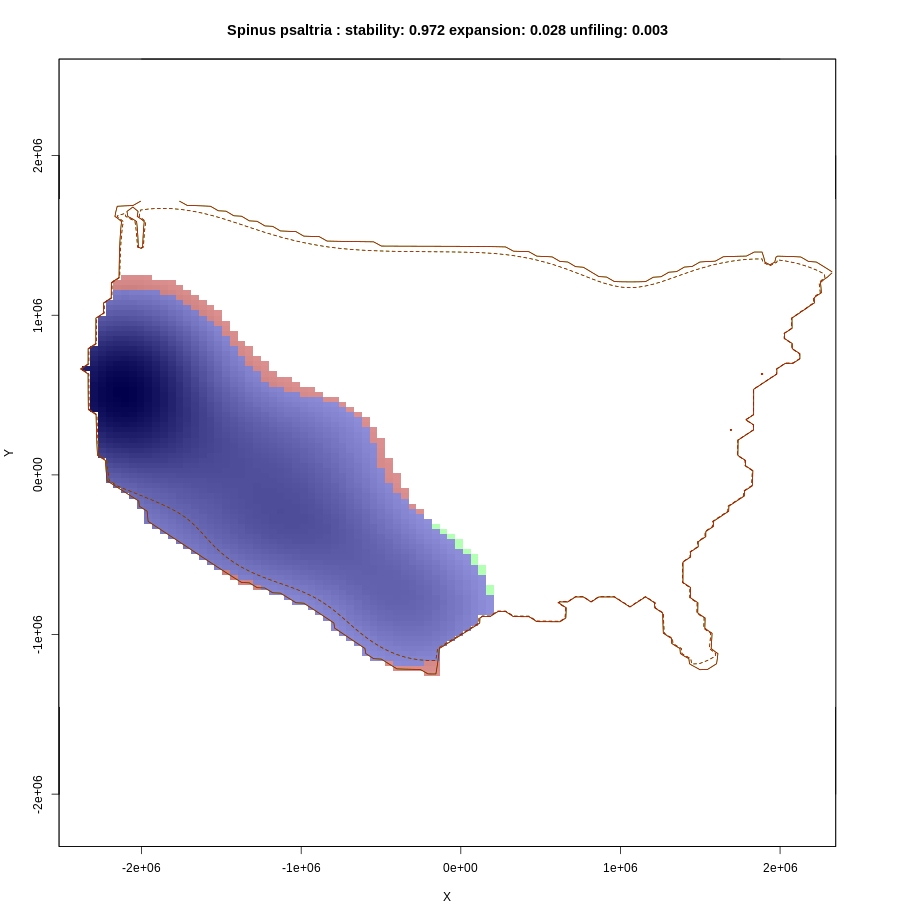 Spinus psaltria : stability: 0.972 expansion: 0.028 unfiling: 0.003
2e+06
1e+06
0e+00
-1e+06
-2e+06
Y
-2e+06 -1e+06 0e+00 1e+06 2e+06
X